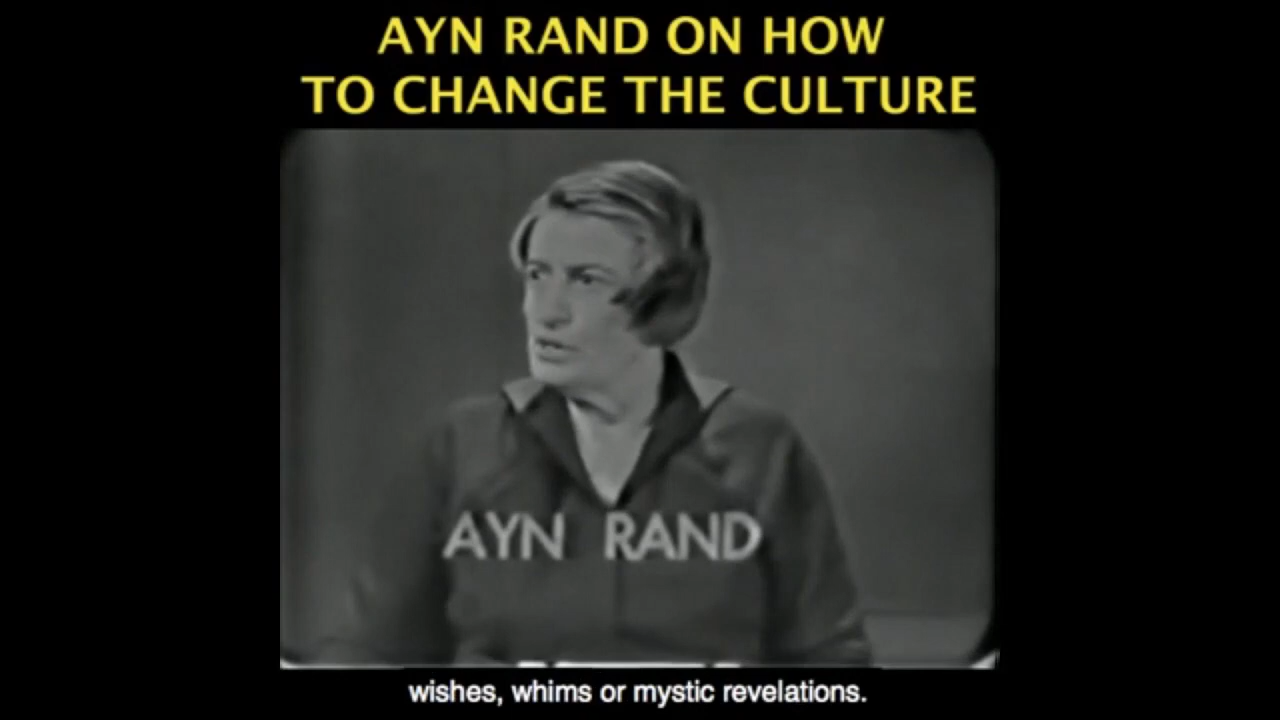 AYN RAND ON HOW
TO CHANGE THE CULTURE
AYN RAND
wishes, whims or mystic revelations.